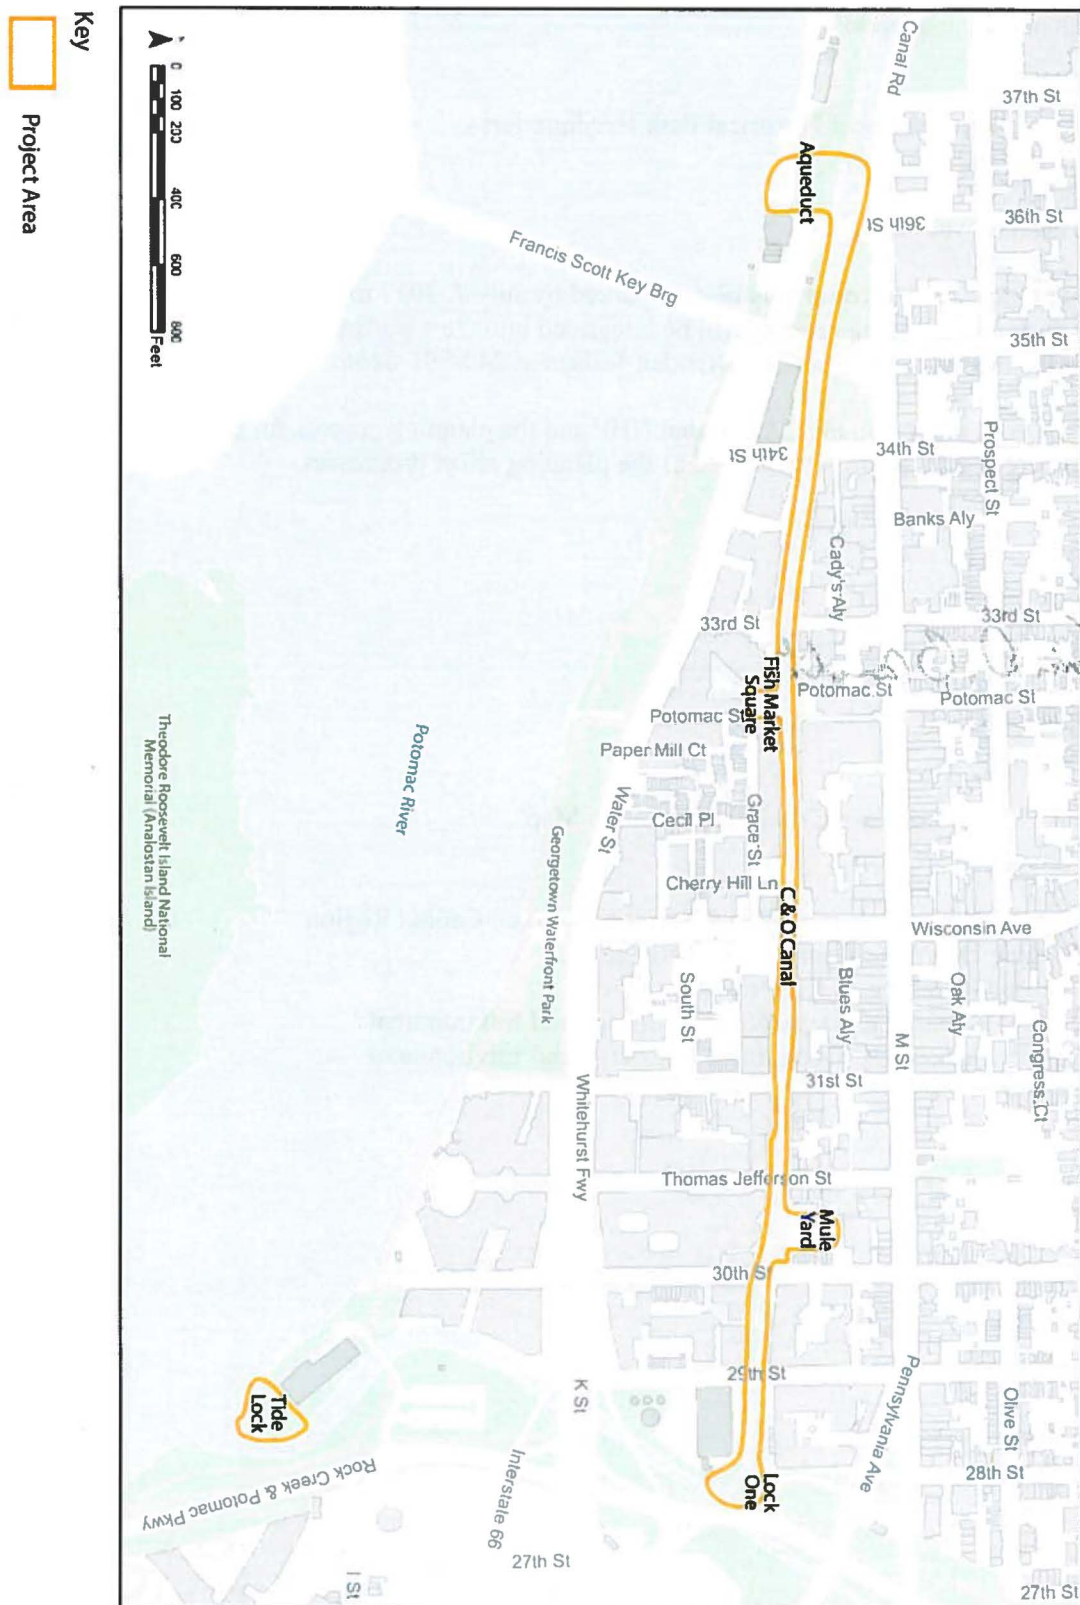 Key
Project Area
0 100 200 400 600 800
Feet
Canal Rd
37th St
36th St
36th St
35th St
Aqueduct
Francis Scott Key Brg
34th St
34th St
Prospect St
Banks Aly
Cady's Aly
33rd St
33rd St
Fish Market
Square
Potomac St
Potomac St
Potomac St
Paper Mill Ct
Water St
Cecil Pl
Grace St
Cherry Hill Ln
C & O Canal
Wisconsin Ave
Potomac River
Georgetown Waterfront Park
Theodore Roosevelt Island National
Memorial (Analostan Island)
South St
Blues Aly
Oak Aly
Congress Ct
M St
31st St
Whitehurst Fwy
Thomas Jefferson St
Mule
Yard
30th St
29th St
Pennsylvania Ave
Olive St
28th St
K St
Tide
Lock
Lock
One
Rock Creek & Potomac Pkwy
Interstate 66
27th St
27th St
I St